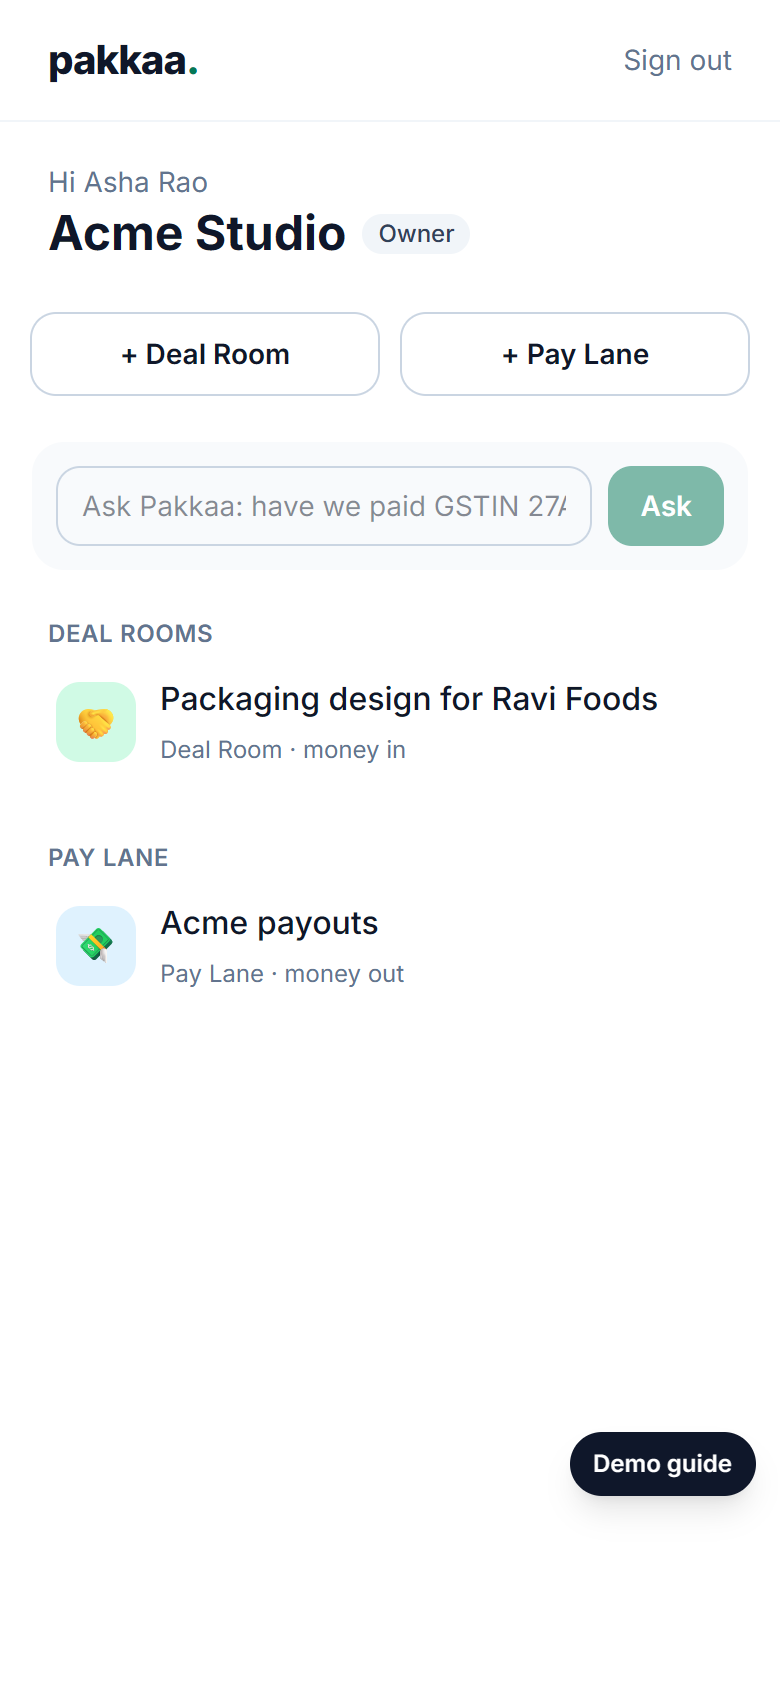 pakkaa.
Sign out
Hi Asha Rao
Acme Studio
Owner
+ Deal Room
+ Pay Lane
Ask Pakkaa: have we paid GSTIN 27A
Ask
DEAL ROOMS
Packaging design for Ravi Foods
Deal Room · money in
PAY LANE
Acme payouts
Pay Lane · money out
Demo guide